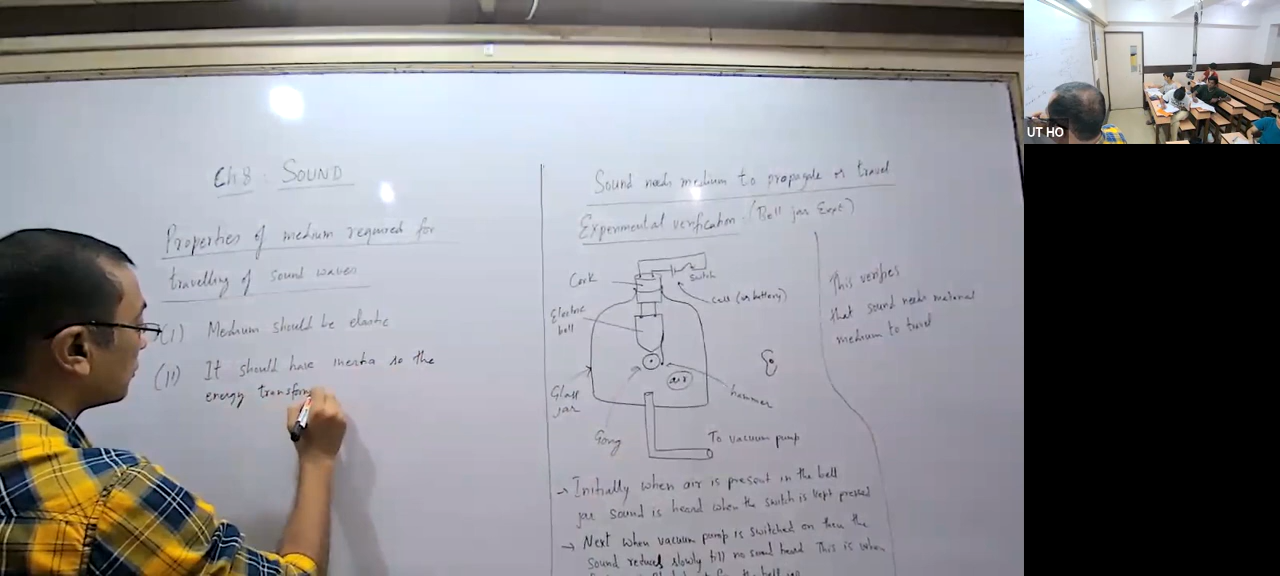 Ch 8 : SOUND
Properties of medium required for
travelling of sound waves
(I) Medium should be elastic
(II) It should have inertia so the
energy transfor
Sound needs medium to propagate or travel
Experimental verification : (Bell jar Expt)
Cork
Switch
Cell (or battery)
Electric
bell
Glass
jar
air
hammer
Gong
To vacuum pump
→ Initially when air is present in the bell
jar sound is heard when the switch is kept pressed
→ Next when vacuum pump is switched on then the
sound reduces slowly till no sound heard. This is when
This verifies
that sound needs material
medium to travel
UT HO